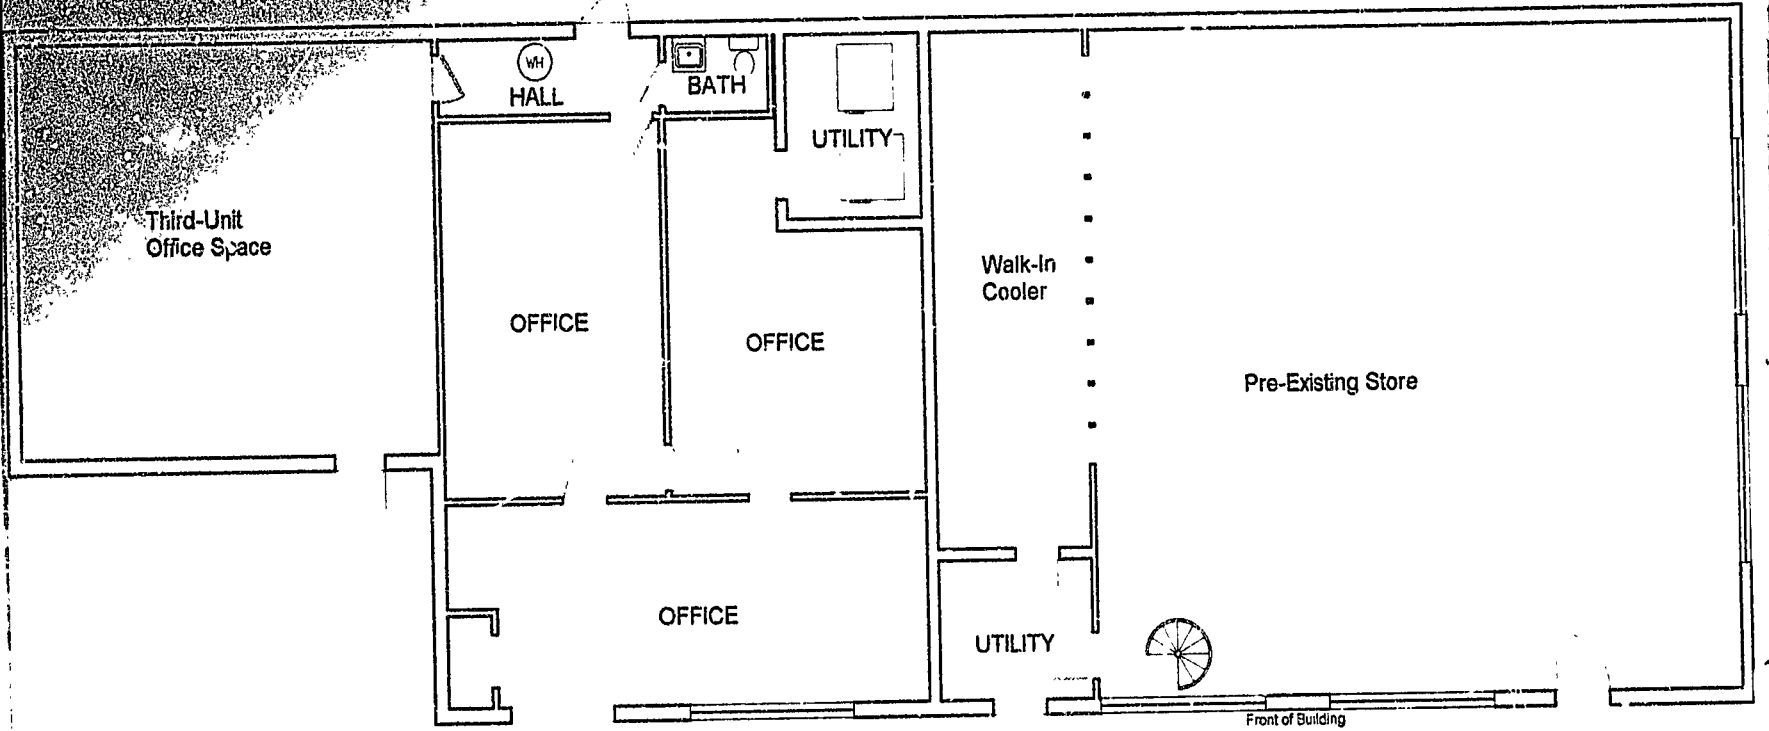 WH
HALL
BATH
UTILITY
Third-Unit
Office Space
OFFICE
OFFICE
Walk-In
Cooler
Pre-Existing Store
OFFICE
UTILITY
Front of Building